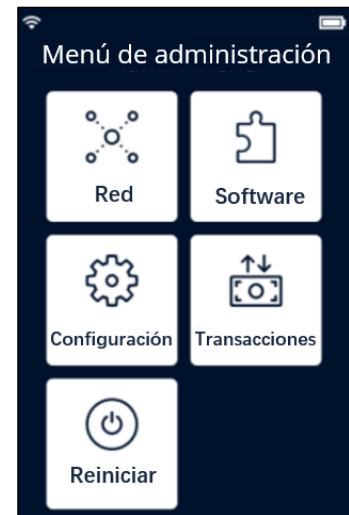 Menú de administración
Red
Software
Configuración
Transacciones
Reiniciar